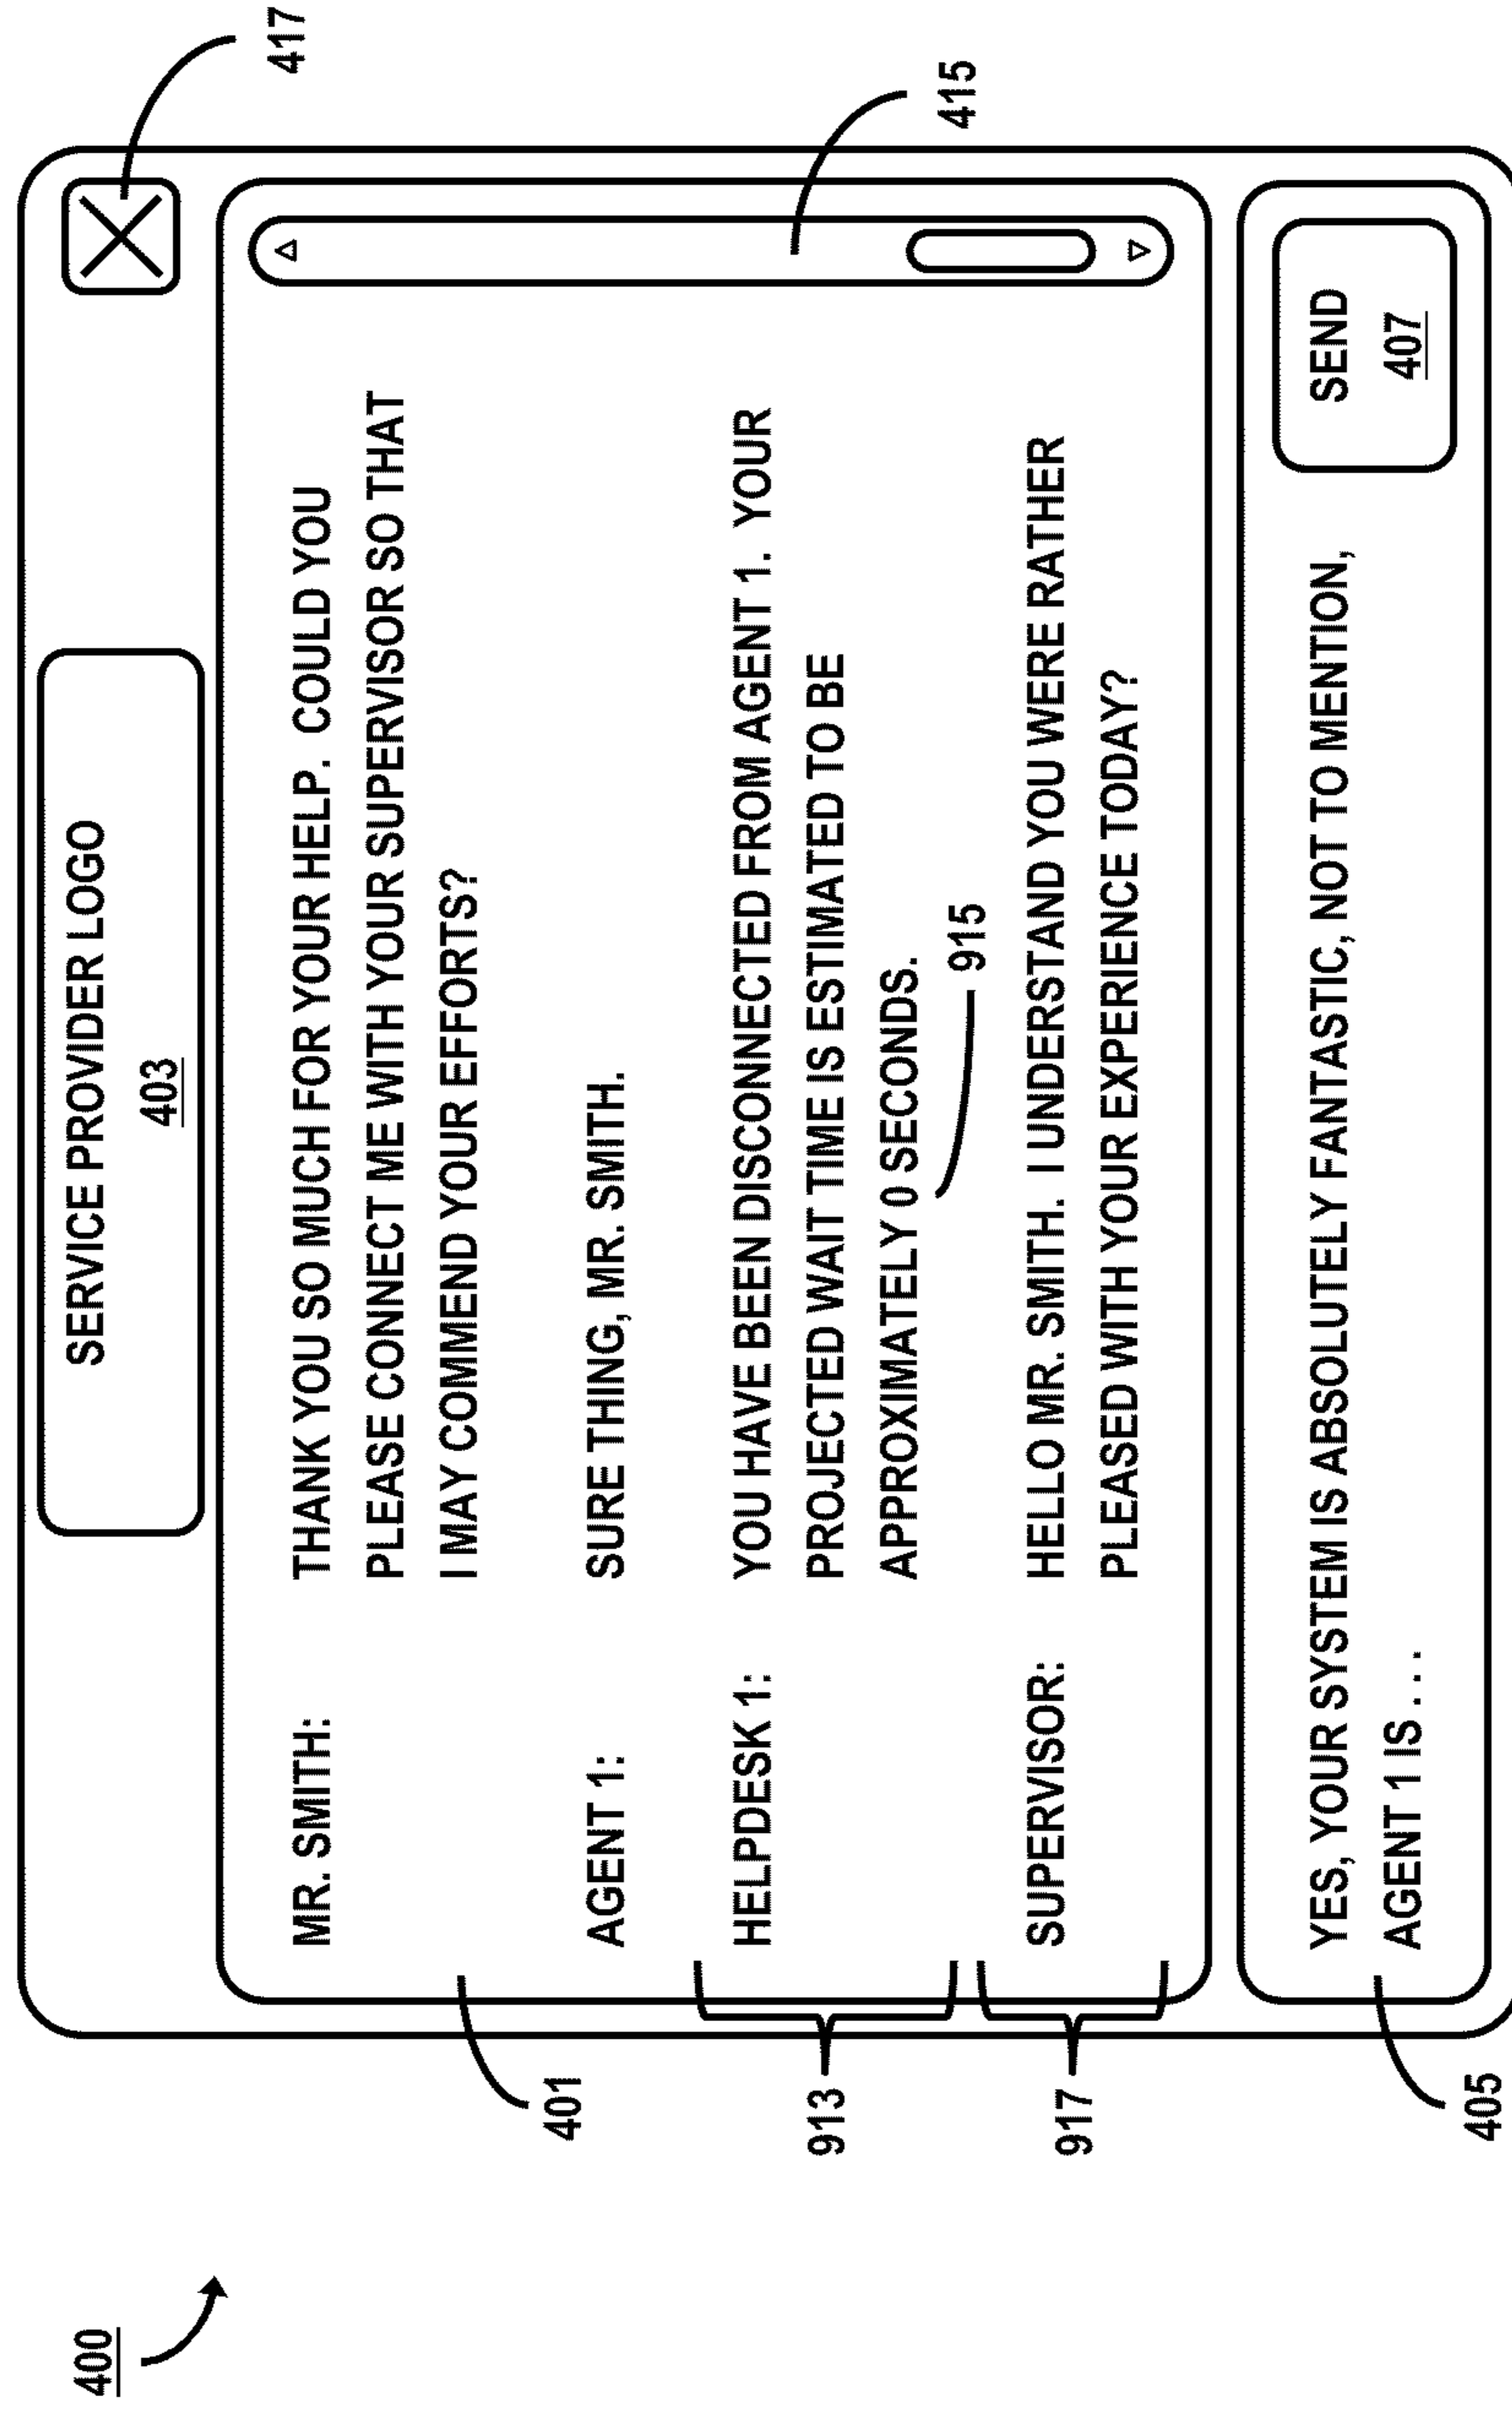 400
SERVICE PROVIDER LOGO
403
417
MR. SMITH: THANK YOU SO MUCH FOR YOUR HELP. COULD YOU
PLEASE CONNECT ME WITH YOUR SUPERVISOR SO THAT
I MAY COMMEND YOUR EFFORTS?
401
AGENT 1: SURE THING, MR. SMITH.
HELPDESK 1: YOU HAVE BEEN DISCONNECTED FROM AGENT 1. YOUR
913
PROJECTED WAIT TIME IS ESTIMATED TO BE
APPROXIMATELY 0 SECONDS.
415
915
SUPERVISOR: HELLO MR. SMITH. I UNDERSTAND YOU WERE RATHER
917
PLEASED WITH YOUR EXPERIENCE TODAY?
YES, YOUR SYSTEM IS ABSOLUTELY FANTASTIC, NOT TO MENTION,
AGENT 1 IS . . .
SEND
407
405